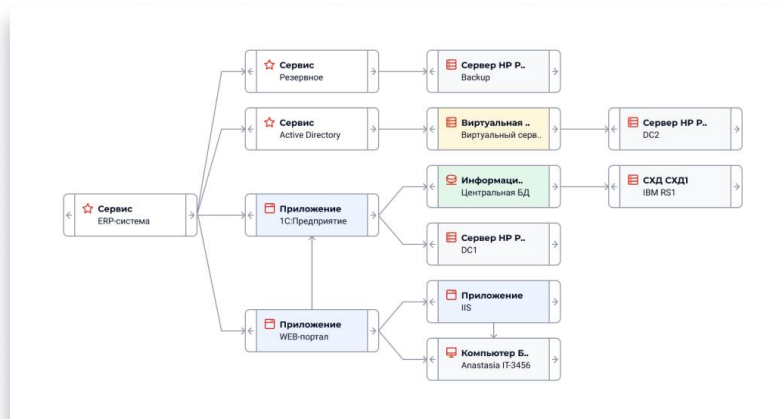 Сервис
Резервное
Сервер HP P..
Backup
Сервис
Active Directory
Виртуальная ..
Виртуальный серв..
Сервер HP P..
DC2
Информаци..
Центральная БД
СХД СХД1
IBM RS1
Сервис
ERP-система
Приложение
1С:Предприятие
Сервер HP P..
DC1
Приложение
IIS
Приложение
WEB-портал
Компьютер Б..
Anastasia IT-3456